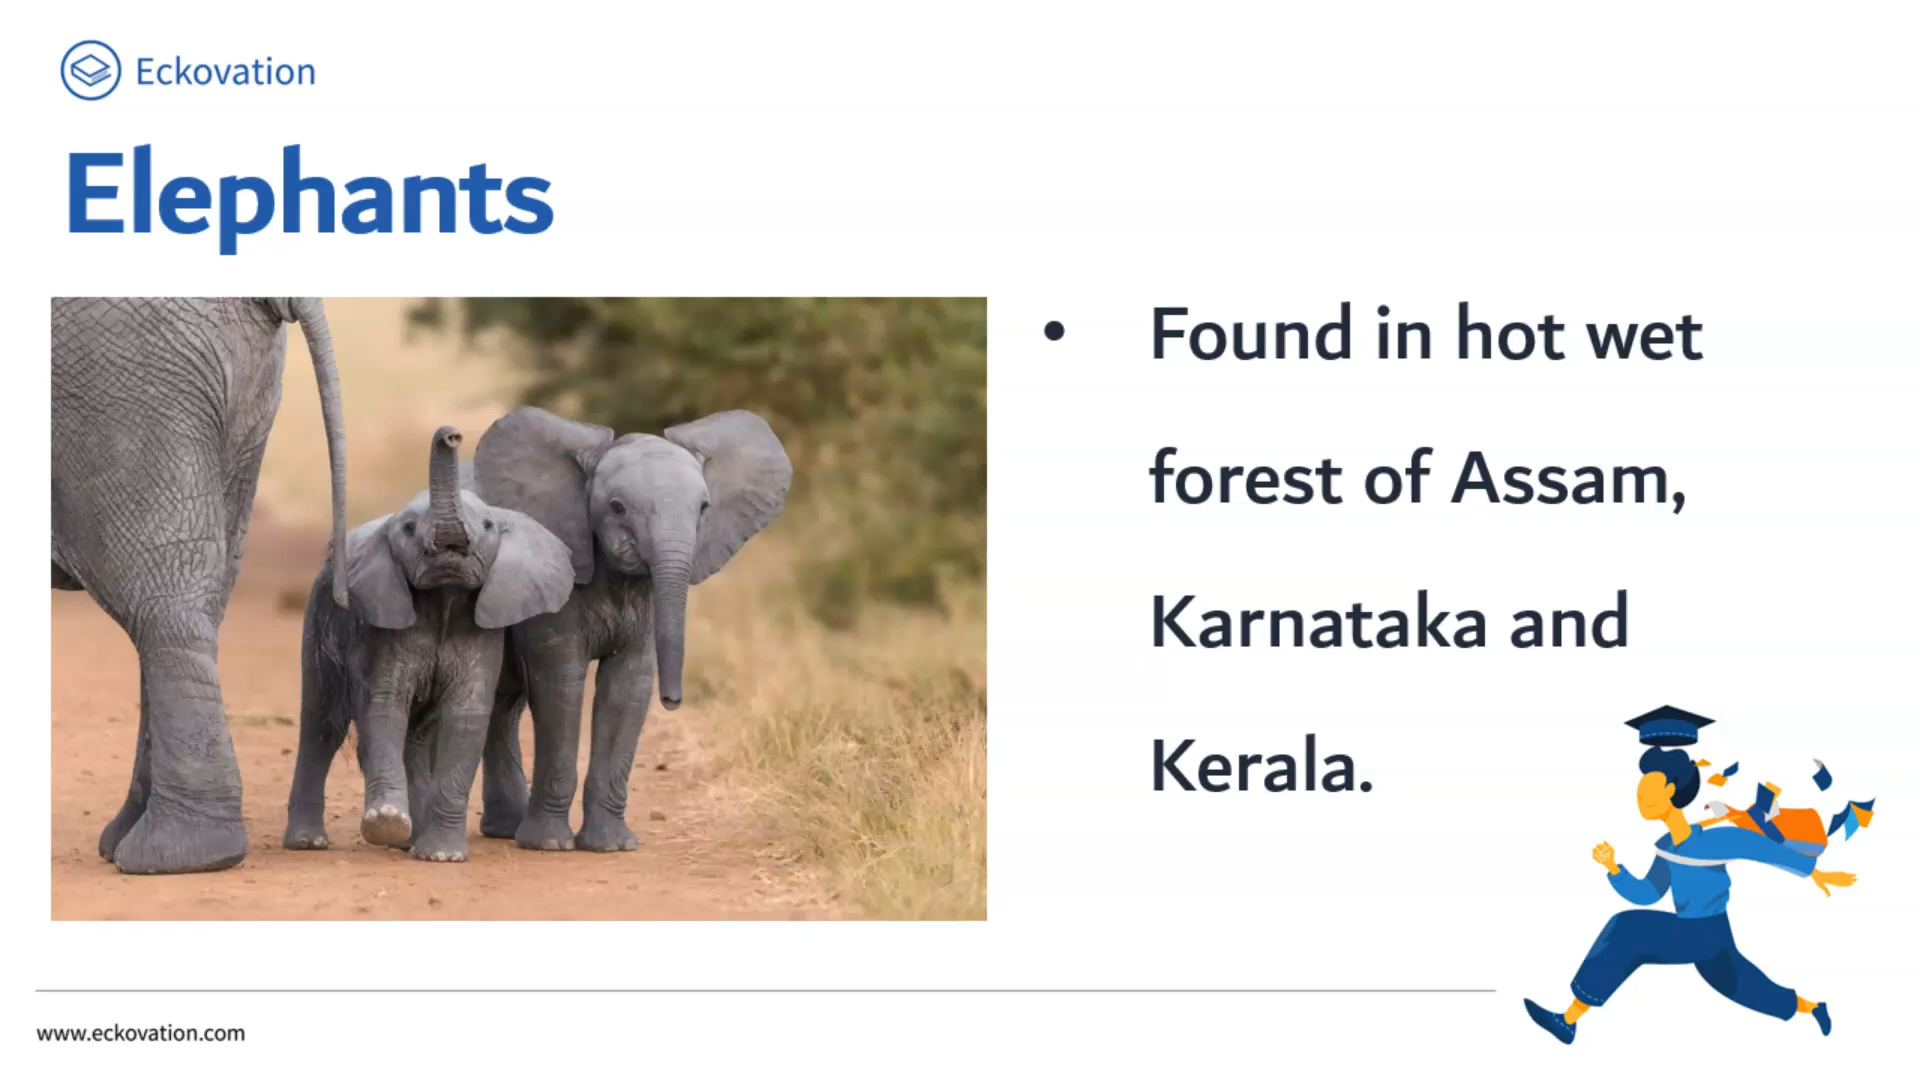 Eckovation
Elephants
• Found in hot wet
forest of Assam,
Karnataka and
Kerala.
www.eckovation.com